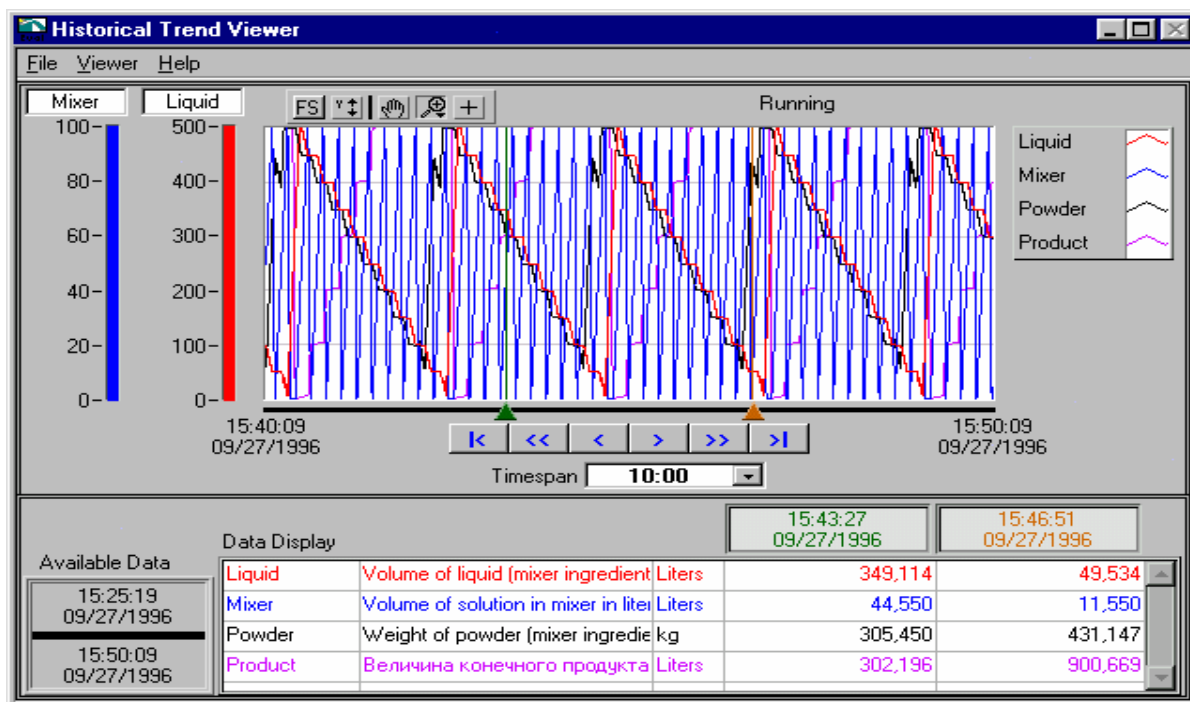 Historical Trend Viewer
File Viewer Help
Mixer Liquid
FS Y
Running
100 500
80 400
60 300
40 200
20 100
0 0
Liquid
Mixer
Powder
Product
15:40:09
09/27/1996
15:50:09
09/27/1996
|< << < > >> >|
Timespan 10:00
Available Data
15:25:19
09/27/1996
15:50:09
09/27/1996
Data Display
15:43:27
09/27/1996
15:46:51
09/27/1996
Liquid Volume of liquid (mixer ingredient Liters 349,114 49,534
Mixer Volume of solution in mixer in lite Liters 44,550 11,550
Powder Weight of powder (mixer ingredie kg 305,450 431,147
Product Величина конечного продукта Liters 302,196 900,669